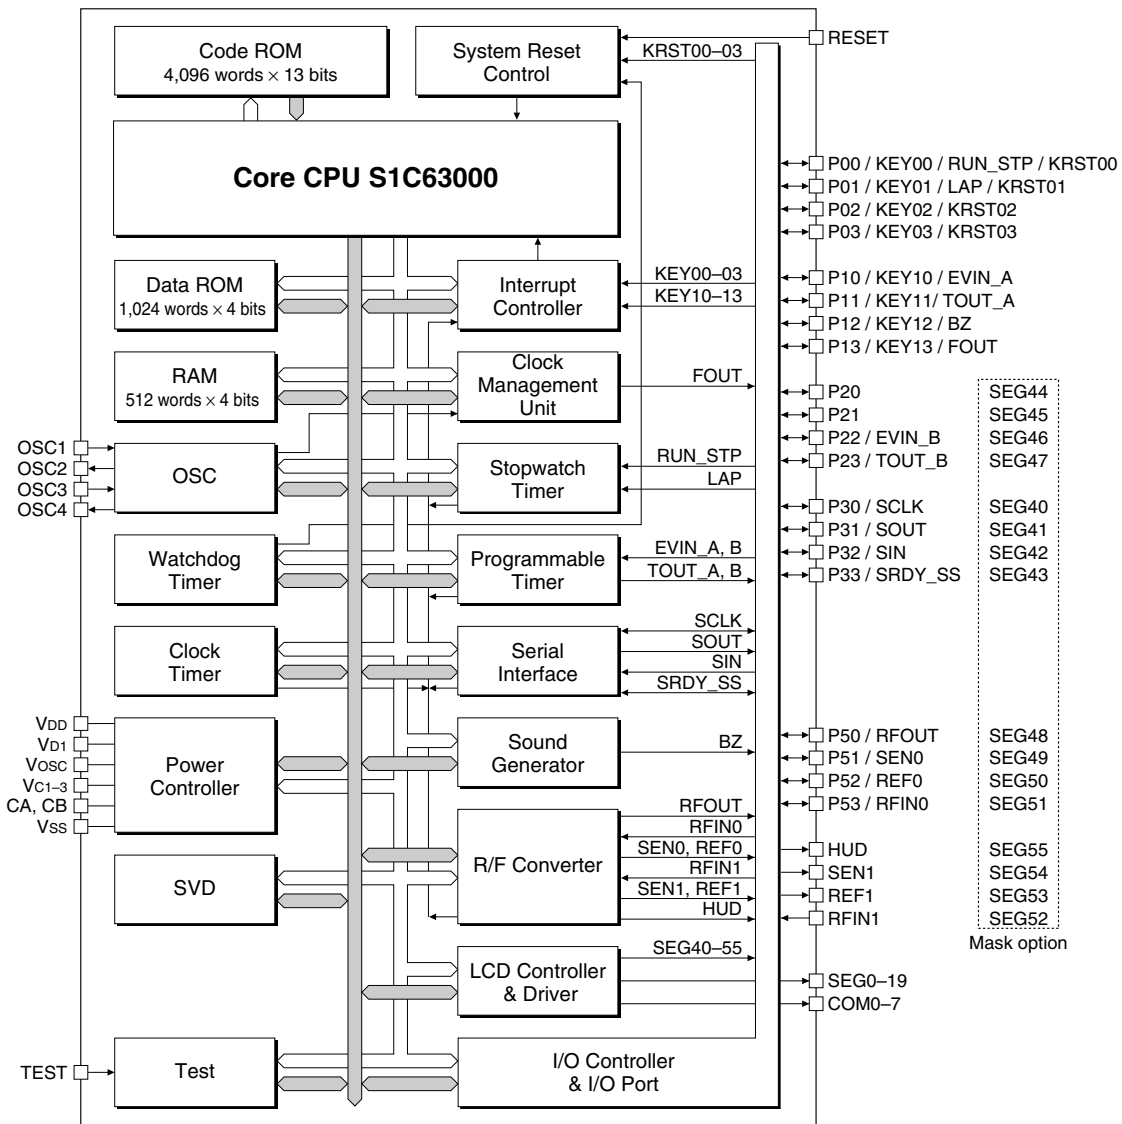 Code ROM
4,096 words × 13 bits
System Reset
Control
KRST00–03
RESET
Core CPU S1C63000
P00 / KEY00 / RUN_STP / KRST00
P01 / KEY01 / LAP / KRST01
P02 / KEY02 / KRST02
P03 / KEY03 / KRST03
Data ROM
1,024 words × 4 bits
Interrupt
Controller
KEY00–03
KEY10–13
P10 / KEY10 / EVIN_A
P11 / KEY11/ TOUT_A
P12 / KEY12 / BZ
P13 / KEY13 / FOUT
RAM
512 words × 4 bits
Clock
Management
Unit
FOUT
P20 SEG44
P21 SEG45
P22 / EVIN_B SEG46
P23 / TOUT_B SEG47
OSC1
OSC2
OSC3
OSC4
OSC
Stopwatch
Timer
RUN_STP
LAP
P30 / SCLK SEG40
P31 / SOUT SEG41
P32 / SIN SEG42
P33 / SRDY_SS SEG43
Watchdog
Timer
Programmable
Timer
EVIN_A, B
TOUT_A, B
Clock
Timer
Serial
Interface
SCLK
SOUT
SIN
SRDY_SS
VDD
VD1
VOSC
VC1–3
CA, CB
VSS
Power
Controller
Sound
Generator
BZ
P50 / RFOUT SEG48
P51 / SEN0 SEG49
P52 / REF0 SEG50
P53 / RFIN0 SEG51
SVD
R/F Converter
RFOUT
RFIN0
SEN0, REF0
RFIN1
SEN1, REF1
HUD
HUD SEG55
SEN1 SEG54
REF1 SEG53
RFIN1 SEG52
Mask option
LCD Controller
& Driver
SEG40–55
SEG0–19
COM0–7
TEST
Test
I/O Controller
& I/O Port